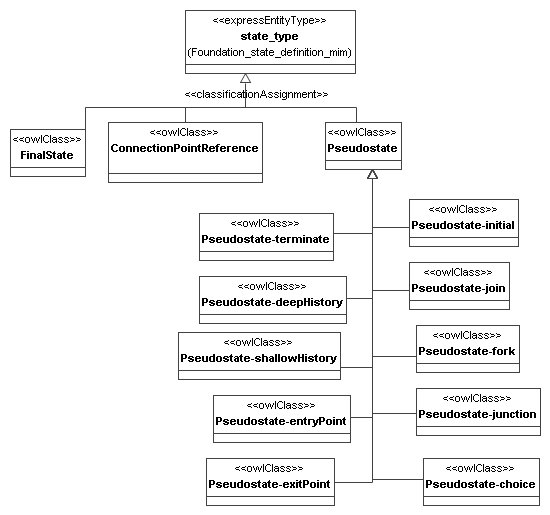 <<expressEntityType>>
state_type
(Foundation_state_definition_mim)
<<classificationAssignment>>
<<owlClass>>
FinalState
<<owlClass>>
ConnectionPointReference
<<owlClass>>
Pseudostate
<<owlClass>>
Pseudostate-terminate
<<owlClass>>
Pseudostate-initial
<<owlClass>>
Pseudostate-deepHistory
<<owlClass>>
Pseudostate-join
<<owlClass>>
Pseudostate-shallowHistory
<<owlClass>>
Pseudostate-fork
<<owlClass>>
Pseudostate-entryPoint
<<owlClass>>
Pseudostate-junction
<<owlClass>>
Pseudostate-exitPoint
<<owlClass>>
Pseudostate-choice